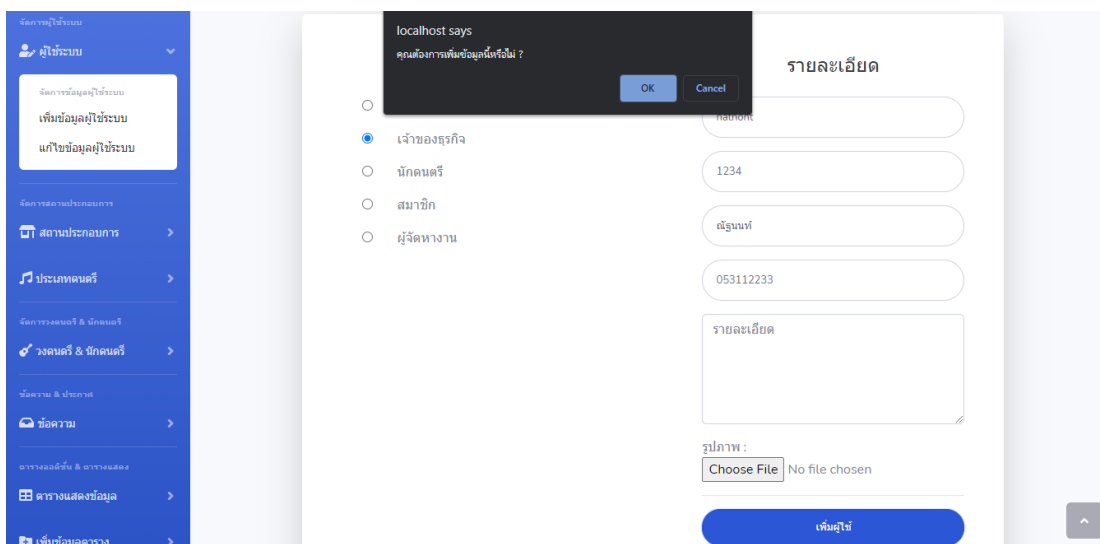 จัดการผู้ใช้ระบบ
ผู้ใช้ระบบ
จัดการข้อมูลผู้ใช้ระบบ
เพิ่มข้อมูลผู้ใช้ระบบ
แก้ไขข้อมูลผู้ใช้ระบบ
จัดการสถานประกอบการ
สถานประกอบการ
ประเภทดนตรี
จัดการวงดนตรี & นักดนตรี
วงดนตรี & นักดนตรี
ข้อความ & ประกาศ
ข้อความ
ตารางออดิชั่น & ตารางแสดง
ตารางแสดงข้อมูล
เพิ่มข้อมูลตาราง
localhost says
คุณต้องการเพิ่มข้อมูลนี้หรือไม่ ?
OK
Cancel
เจ้าของธุรกิจ
นักดนตรี
สมาชิก
ผู้จัดหางาน
รายละเอียด
1234
ณัฐนนท์
053112233
รายละเอียด
รูปภาพ :
Choose File No file chosen
เพิ่มผู้ใช้